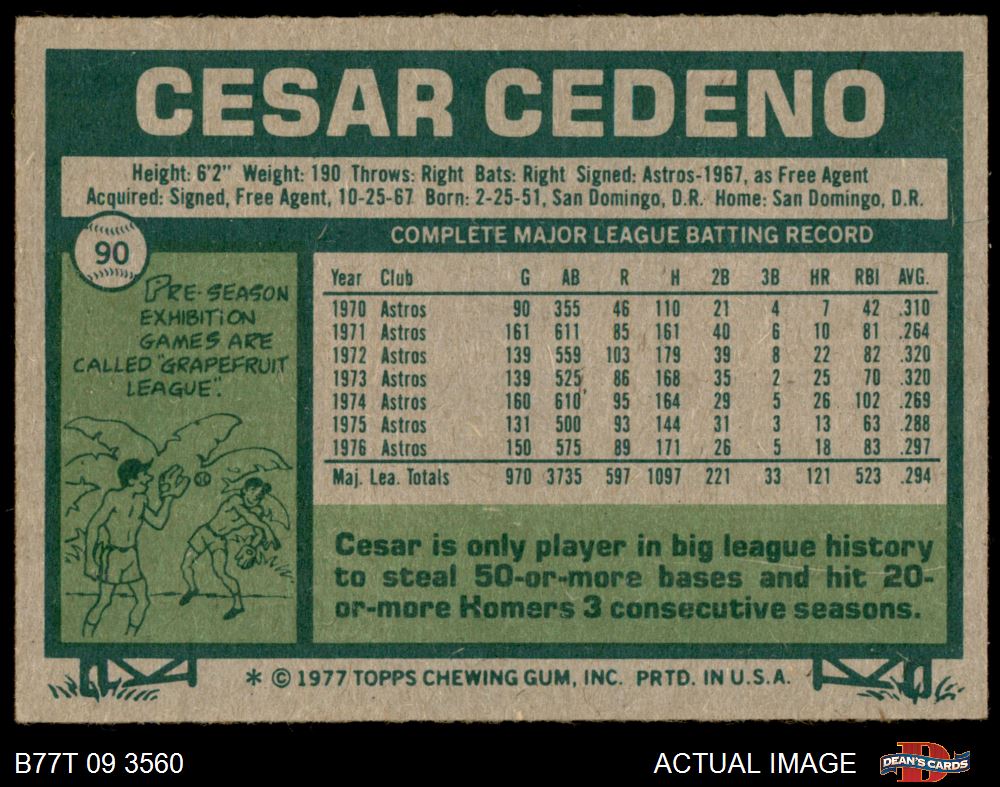 CESAR CEDENO
Height: 6'2" Weight: 190 Throws: Right Bats: Right Signed: Astros-1967, as Free Agent
Acquired: Signed, Free Agent, 10-25-67 Born: 2-25-51, San Domingo, D.R. Home: San Domingo, D.R.
90
COMPLETE MAJOR LEAGUE BATTING RECORD
PRE-SEASON
EXHIBITION
GAMES ARE
CALLED "GRAPEFRUIT
LEAGUE".
Year Club G AB R H 2B 3B HR RBI AVG.
1970 Astros 90 355 46 110 21 4 7 42 .310
1971 Astros 161 611 85 161 40 6 10 81 .264
1972 Astros 139 559 103 179 39 8 22 82 .320
1973 Astros 139 525 86 168 35 2 25 70 .320
1974 Astros 160 610 95 164 29 5 26 102 .269
1975 Astros 131 500 93 144 31 3 13 63 .288
1976 Astros 150 575 89 171 26 5 18 83 .297
Maj. Lea. Totals 970 3735 597 1097 221 33 121 523 .294
Cesar is only player in big league history
to steal 50-or-more bases and hit 20-
or-more Homers 3 consecutive seasons.
* © 1977 TOPPS CHEWING GUM, INC. PRTD. IN U.S.A.
B77T 09 3560
ACTUAL IMAGE
DEAN'S CARDS